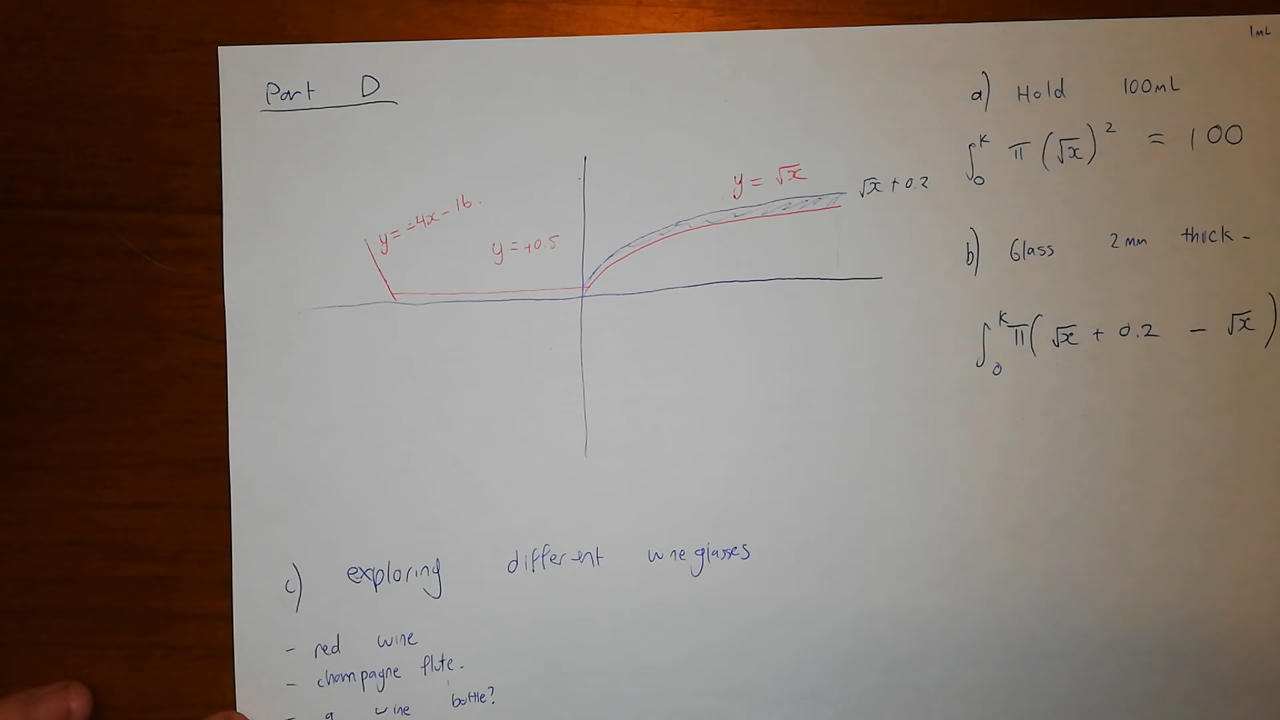 1mL
Part D
a) Hold 100mL
∫₀ᴷ π(√x)² = 100
y = √x
√x + 0.2
y = -4x - 16.
y = +0.5
b) Glass 2mm thick -
∫₀ᴷ π( √x + 0.2 - √x )
c) exploring different wineglasses
- red wine
- champagne flute.
- a wine bottle?